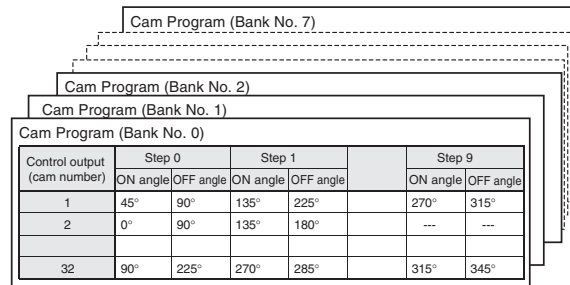 Cam Program (Bank No. 7)
Cam Program (Bank No. 2)
Cam Program (Bank No. 1)
Cam Program (Bank No. 0)
Control output (cam number) Step 0 Step 1 Step 9
ON angle OFF angle ON angle OFF angle ON angle OFF angle
1 45° 90° 135° 225° 270° 315°
2 0° 90° 135° 180° --- ---
32 90° 225° 270° 285° 315° 345°